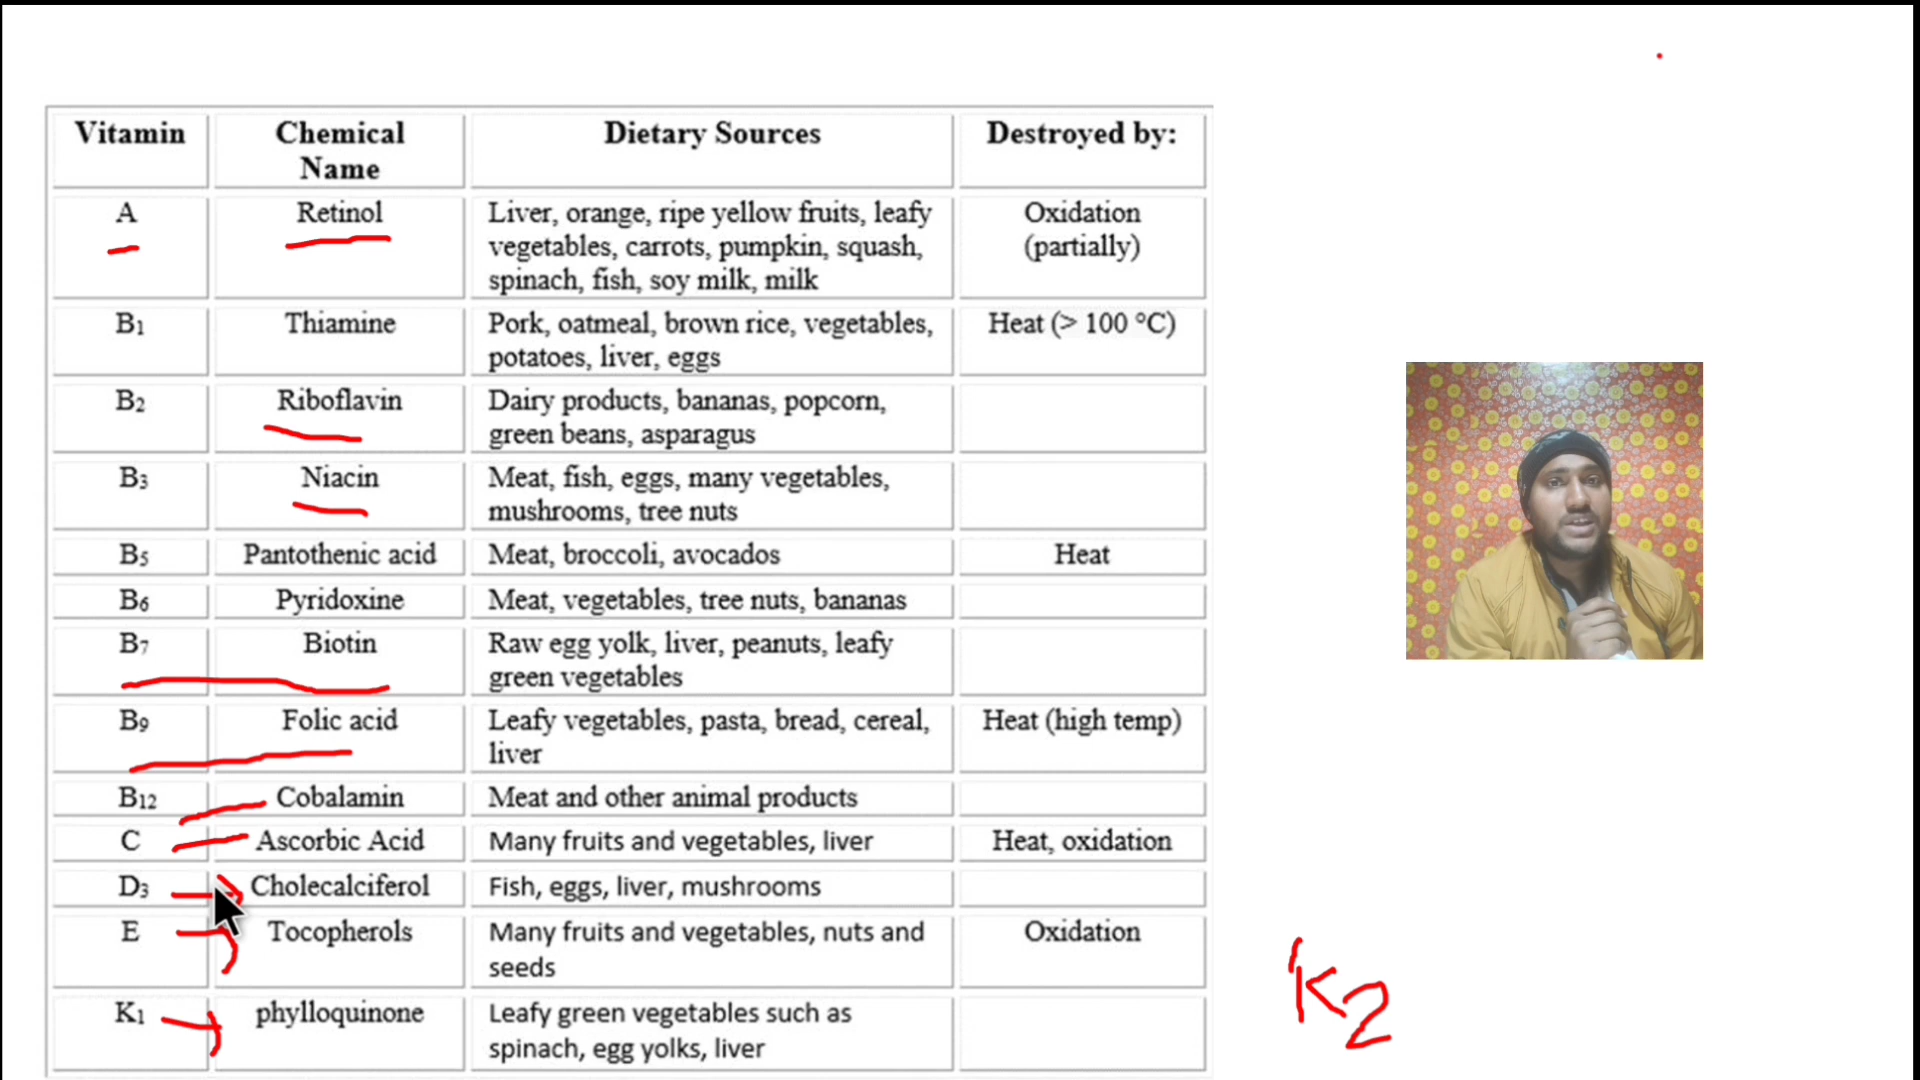 Vitamin Chemical Name Dietary Sources Destroyed by:
A Retinol Liver, orange, ripe yellow fruits, leafy Oxidation
vegetables, carrots, pumpkin, squash, (partially)
spinach, fish, soy milk, milk
B1 Thiamine Pork, oatmeal, brown rice, vegetables, Heat (> 100 °C)
potatoes, liver, eggs
B2 Riboflavin Dairy products, bananas, popcorn,
green beans, asparagus
B3 Niacin Meat, fish, eggs, many vegetables,
mushrooms, tree nuts
B5 Pantothenic acid Meat, broccoli, avocados Heat
B6 Pyridoxine Meat, vegetables, tree nuts, bananas
B7 Biotin Raw egg yolk, liver, peanuts, leafy
green vegetables
B9 Folic acid Leafy vegetables, pasta, bread, cereal, Heat (high temp)
liver
B12 Cobalamin Meat and other animal products
C Ascorbic Acid Many fruits and vegetables, liver Heat, oxidation
D3 Cholecalciferol Fish, eggs, liver, mushrooms
E Tocopherols Many fruits and vegetables, nuts and Oxidation
seeds
K1 phylloquinone Leafy green vegetables such as
spinach, egg yolks, liver
K2